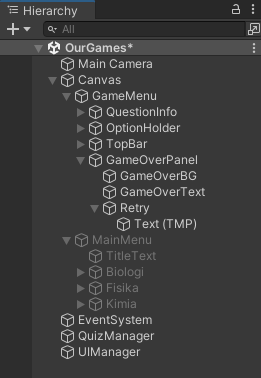 Hierarchy
All
OurGames*
Main Camera
Canvas
GameMenu
QuestionInfo
OptionHolder
TopBar
GameOverPanel
GameOverBG
GameOverText
Retry
Text (TMP)
MainMenu
TitleText
Biologi
Fisika
Kimia
EventSystem
QuizManager
UIManager